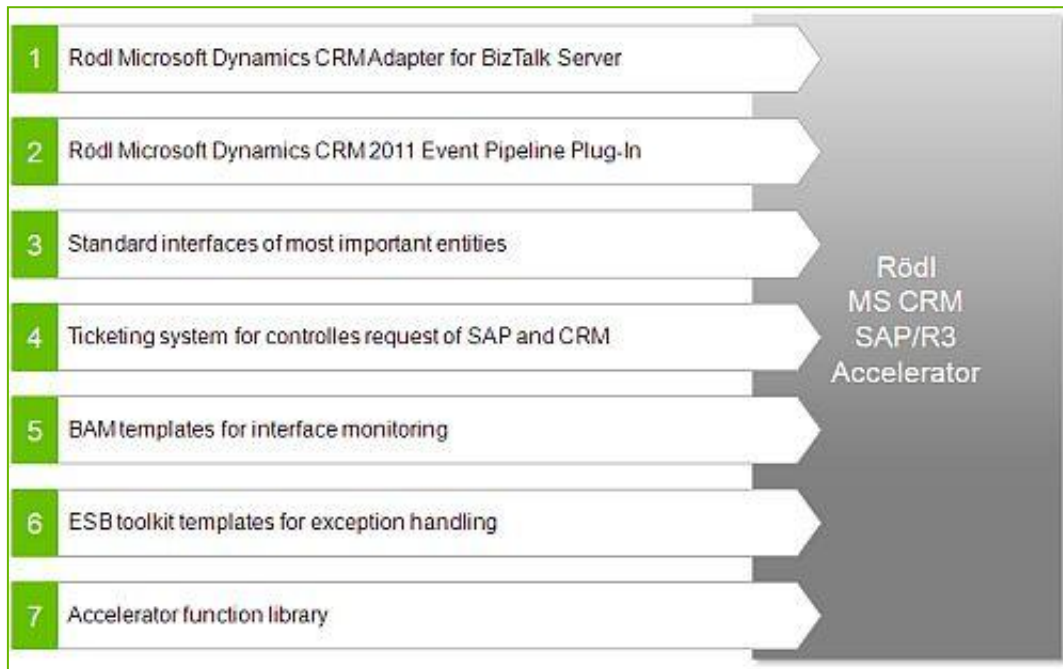 1 Rödl Microsoft Dynamics CRM Adapter for BizTalk Server
2 Rödl Microsoft Dynamics CRM 2011 Event Pipeline Plug-In
3 Standard interfaces of most important entities
4 Ticketing system for controlles request of SAP and CRM
5 BAM templates for interface monitoring
6 ESB toolkit templates for exception handling
7 Accelerator function library
Rödl
MS CRM
SAP/R3
Accelerator